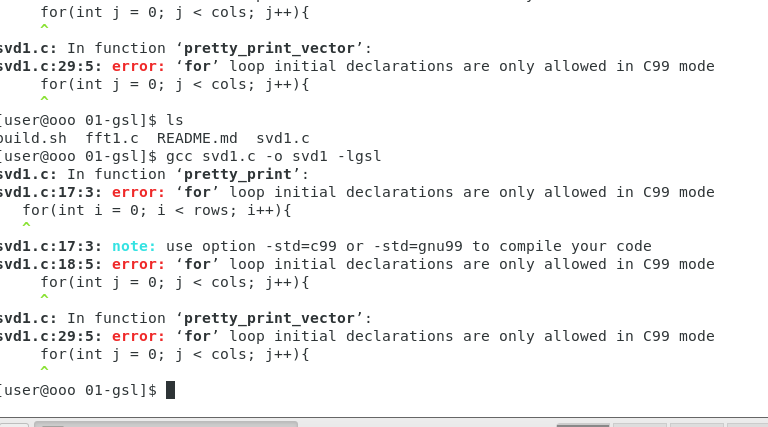 for(int j = 0; j < cols; j++){
^
svd1.c: In function ‘pretty_print_vector’:
svd1.c:29:5: error: ‘for’ loop initial declarations are only allowed in C99 mode
for(int j = 0; j < cols; j++){
^
[user@ooo 01-gsl]$ ls
build.sh  fft1.c  README.md  svd1.c
[user@ooo 01-gsl]$ gcc svd1.c -o svd1 -lgsl
svd1.c: In function ‘pretty_print’:
svd1.c:17:3: error: ‘for’ loop initial declarations are only allowed in C99 mode
for(int i = 0; i < rows; i++){
^
svd1.c:17:3: note: use option -std=c99 or -std=gnu99 to compile your code
svd1.c:18:5: error: ‘for’ loop initial declarations are only allowed in C99 mode
for(int j = 0; j < cols; j++){
^
svd1.c: In function ‘pretty_print_vector’:
svd1.c:29:5: error: ‘for’ loop initial declarations are only allowed in C99 mode
for(int j = 0; j < cols; j++){
^
[user@ooo 01-gsl]$